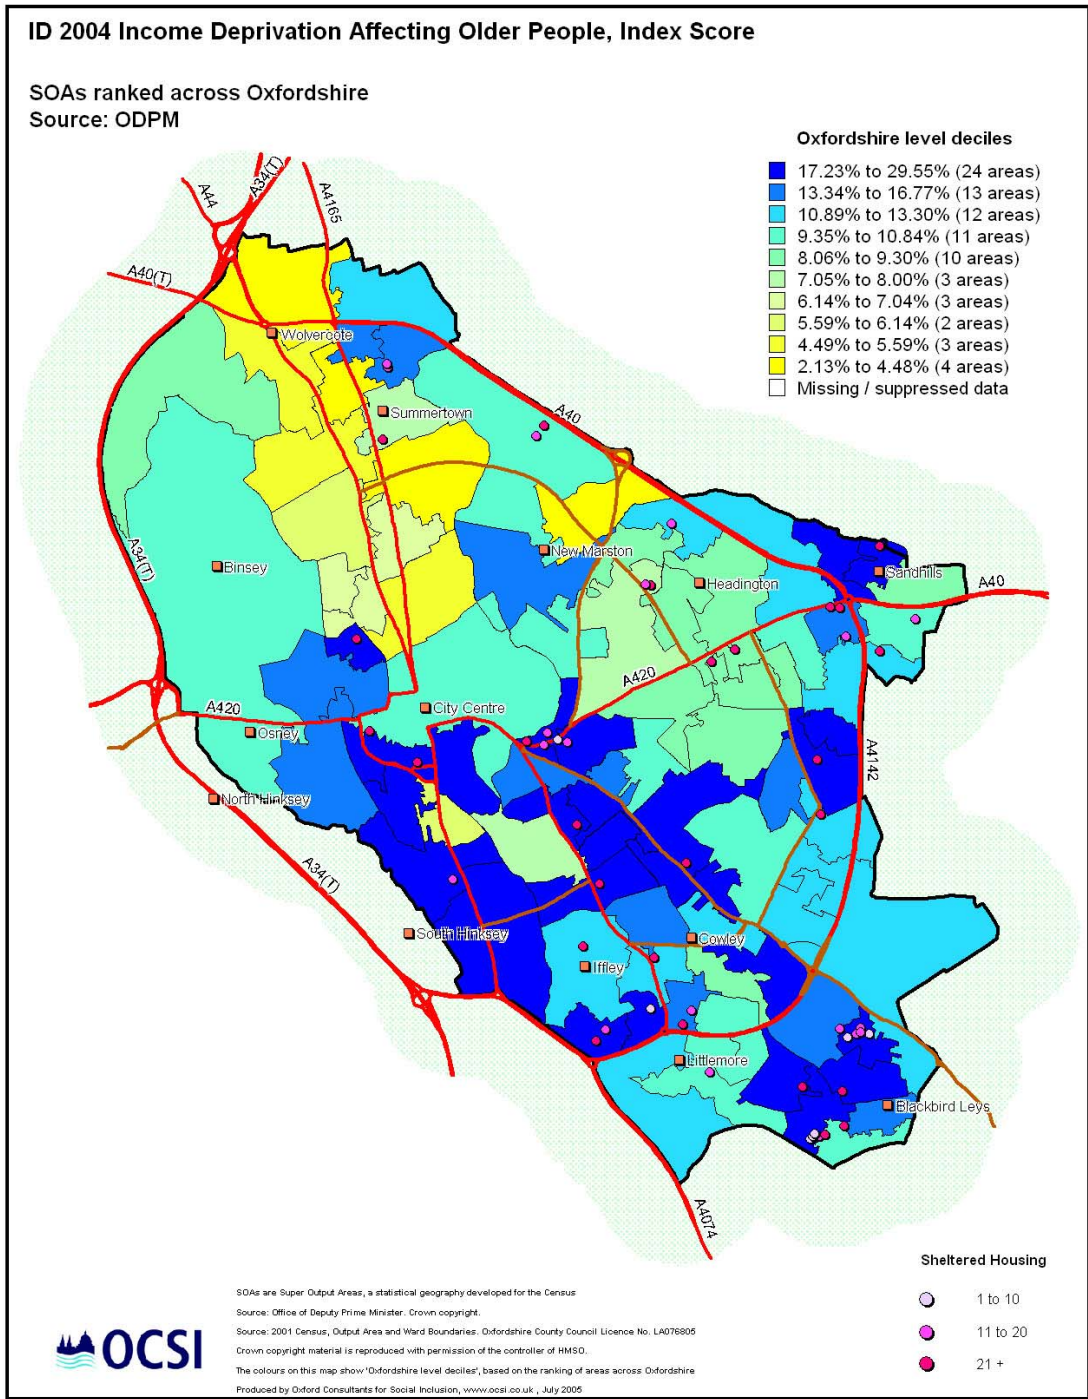 ID 2004 Income Deprivation Affecting Older People, Index Score
SOAs ranked across Oxfordshire
Source: ODPM
Oxfordshire level deciles
17.23% to 29.55% (24 areas)
13.34% to 16.77% (13 areas)
10.89% to 13.30% (12 areas)
9.35% to 10.84% (11 areas)
8.06% to 9.30% (10 areas)
7.05% to 8.00% (3 areas)
6.14% to 7.04% (3 areas)
5.59% to 6.14% (2 areas)
4.49% to 5.59% (3 areas)
2.13% to 4.48% (4 areas)
Missing / suppressed data
A44
A34(T)
A4165
A40(T)
Wolvercote
Summertown
A40
New Marston
Binsey
A34(T)
Headington
Sandhills
A40
A420
A420
City Centre
Osney
A4142
North Hinksey
A34(T)
South Hinksey
Cowley
Iffley
Littlemore
Blackbird Leys
A4074
Sheltered Housing
1 to 10
11 to 20
21 +
OCSI
SOAs are Super Output Areas, a statistical geography developed for the Census
Source: Office of Deputy Prime Minister. Crown copyright.
Source: 2001 Census, Output Area and Ward Boundaries. Oxfordshire County Council Licence No. LA076805
Crown copyright material is reproduced with permission of the controller of HMSO.
The colours on this map show 'Oxfordshire level deciles', based on the ranking of areas across Oxfordshire
Produced by Oxford Consultants for Social Inclusion, www.ocsi.co.uk , July 2005